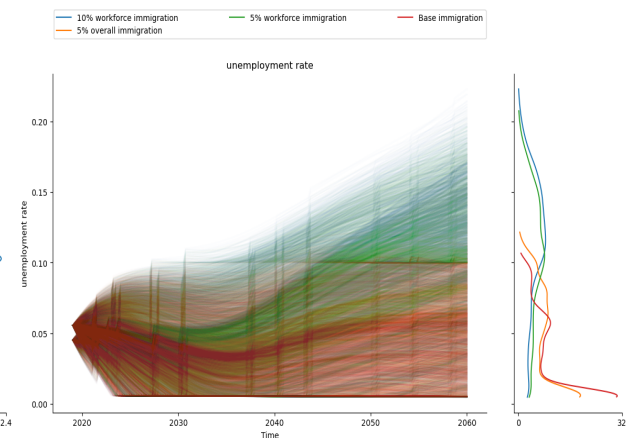 10% workforce immigration 5% workforce immigration Base immigration
5% overall immigration
unemployment rate
unemployment rate
0.20
0.15
0.10
0.05
0.00
2020 2030 2040 2050 2060
Time
0 32
2.4